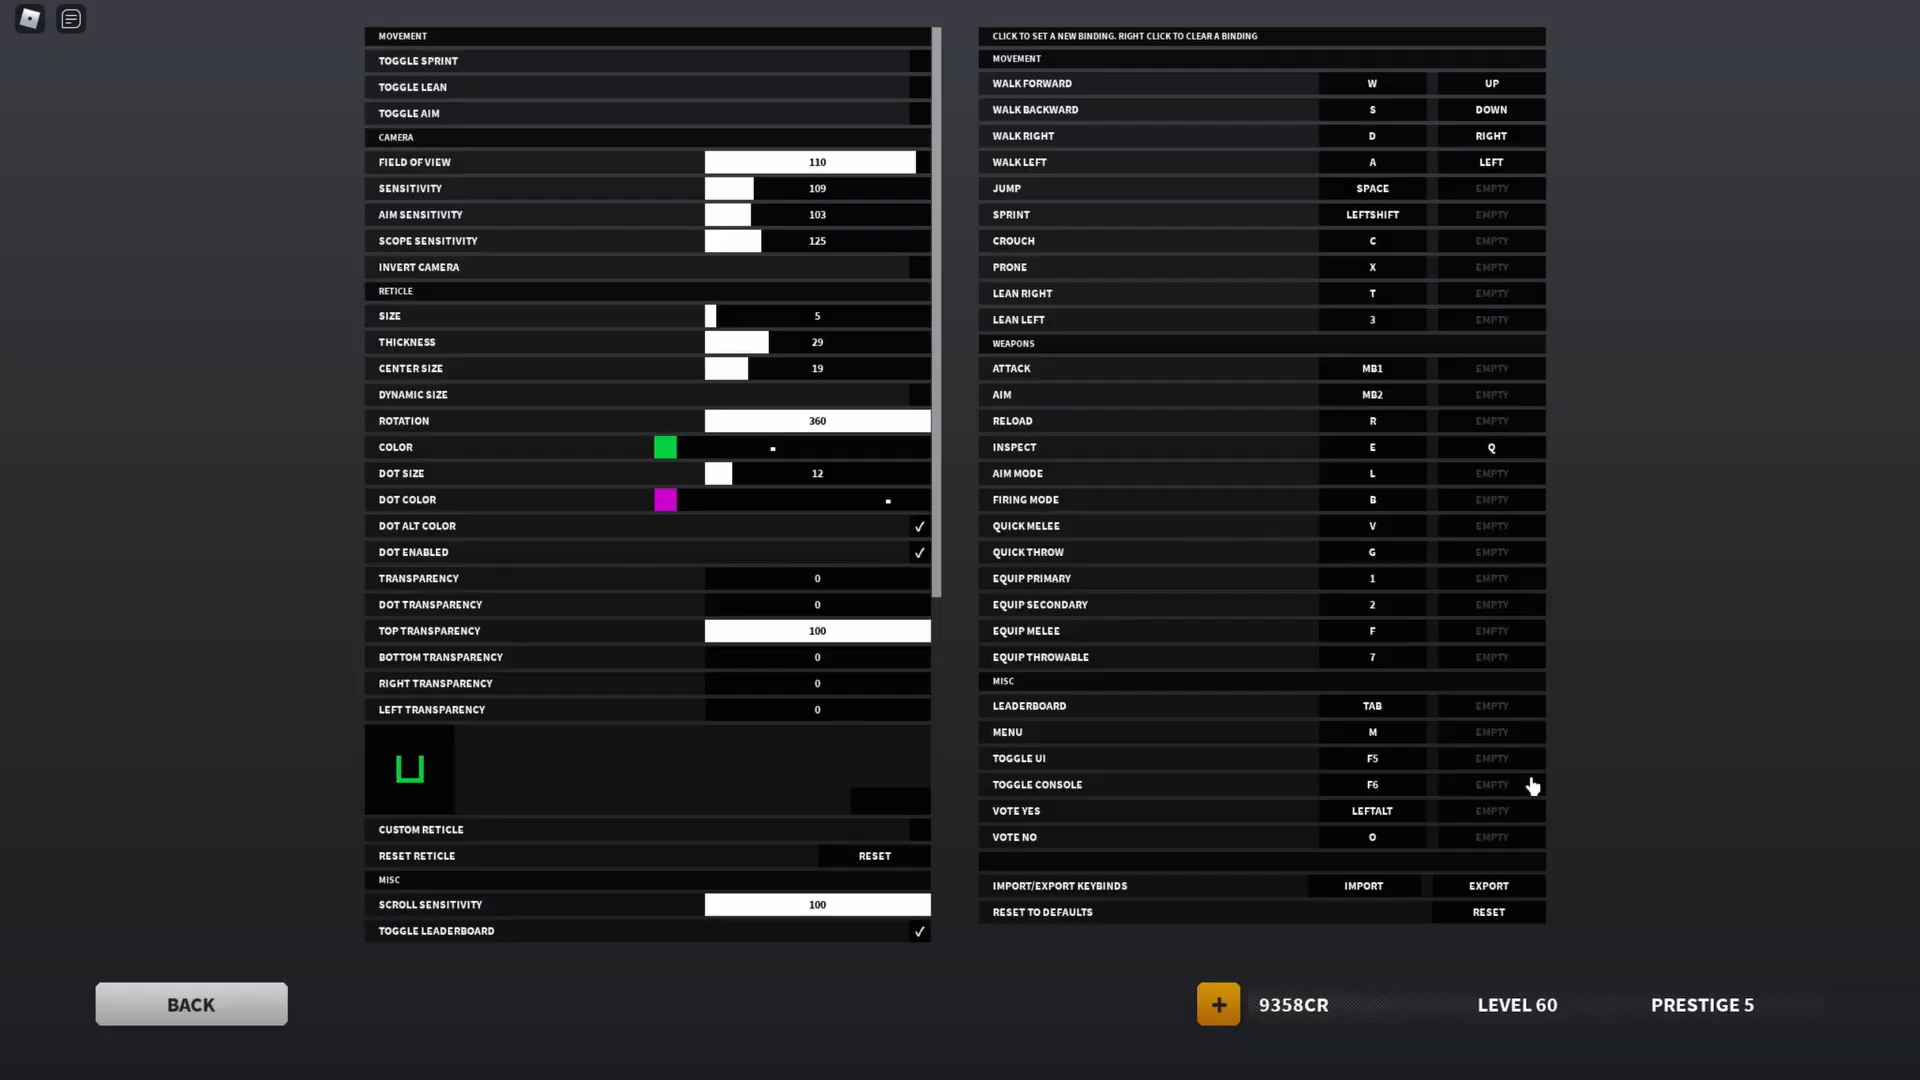 MOVEMENT
TOGGLE SPRINT
TOGGLE LEAN
TOGGLE AIM
CAMERA
FIELD OF VIEW 110
SENSITIVITY 109
AIM SENSITIVITY 103
SCOPE SENSITIVITY 125
INVERT CAMERA
RETICLE
SIZE 5
THICKNESS 29
CENTER SIZE 19
DYNAMIC SIZE
ROTATION 360
COLOR
DOT SIZE 12
DOT COLOR
DOT ALT COLOR ✓
DOT ENABLED ✓
TRANSPARENCY 0
DOT TRANSPARENCY 0
TOP TRANSPARENCY 100
BOTTOM TRANSPARENCY 0
RIGHT TRANSPARENCY 0
LEFT TRANSPARENCY 0
CUSTOM RETICLE
RESET RETICLE RESET
MISC
SCROLL SENSITIVITY 100
TOGGLE LEADERBOARD ✓
CLICK TO SET A NEW BINDING. RIGHT CLICK TO CLEAR A BINDING
MOVEMENT
WALK FORWARD W UP
WALK BACKWARD S DOWN
WALK RIGHT D RIGHT
WALK LEFT A LEFT
JUMP SPACE EMPTY
SPRINT LEFTSHIFT EMPTY
CROUCH C EMPTY
PRONE X EMPTY
LEAN RIGHT T EMPTY
LEAN LEFT 3 EMPTY
WEAPONS
ATTACK MB1 EMPTY
AIM MB2 EMPTY
RELOAD R EMPTY
INSPECT E Q
AIM MODE L EMPTY
FIRING MODE B EMPTY
QUICK MELEE V EMPTY
QUICK THROW G EMPTY
EQUIP PRIMARY 1 EMPTY
EQUIP SECONDARY 2 EMPTY
EQUIP MELEE F EMPTY
EQUIP THROWABLE 7 EMPTY
MISC
LEADERBOARD TAB EMPTY
MENU M EMPTY
TOGGLE UI F5 EMPTY
TOGGLE CONSOLE F6 EMPTY
VOTE YES LEFTALT EMPTY
VOTE NO O EMPTY
IMPORT/EXPORT KEYBINDS IMPORT EXPORT
RESET TO DEFAULTS RESET
BACK
+ 9358CR LEVEL 60 PRESTIGE 5